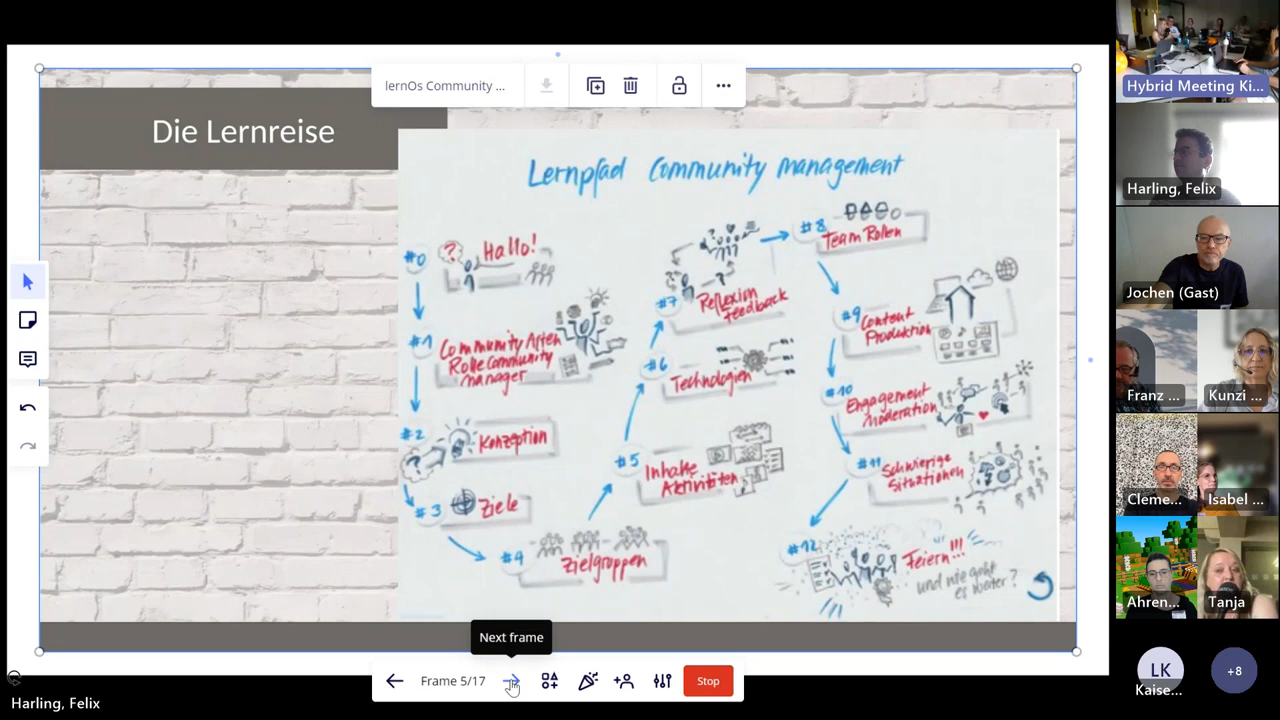 lernOs Community ...
Die Lernreise
Lernpfad Community management
#0
Hallo!
#1
Community Arten
Rolle Community
manager
#2
Konzeption
#3
Ziele
#4
Zielgruppen
#5
Inhalte
Aktivitäten
#6
Technologien
#7
Reflexion
Feedback
#8
Team Rollen
#9
Content
Produktion
#10
Engagement
Moderation
#11
Schwierige
Situationen
#12
Feiern!!!
und wie geht
es weiter?
Next frame
Frame 5/17
Stop
Harling, Felix
Hybrid Meeting Ki...
Harling, Felix
Jochen (Gast)
Franz ...
Kunzi ...
Cleme...
Isabel ...
Ahren...
Tanja
LK
Kaise...
+8